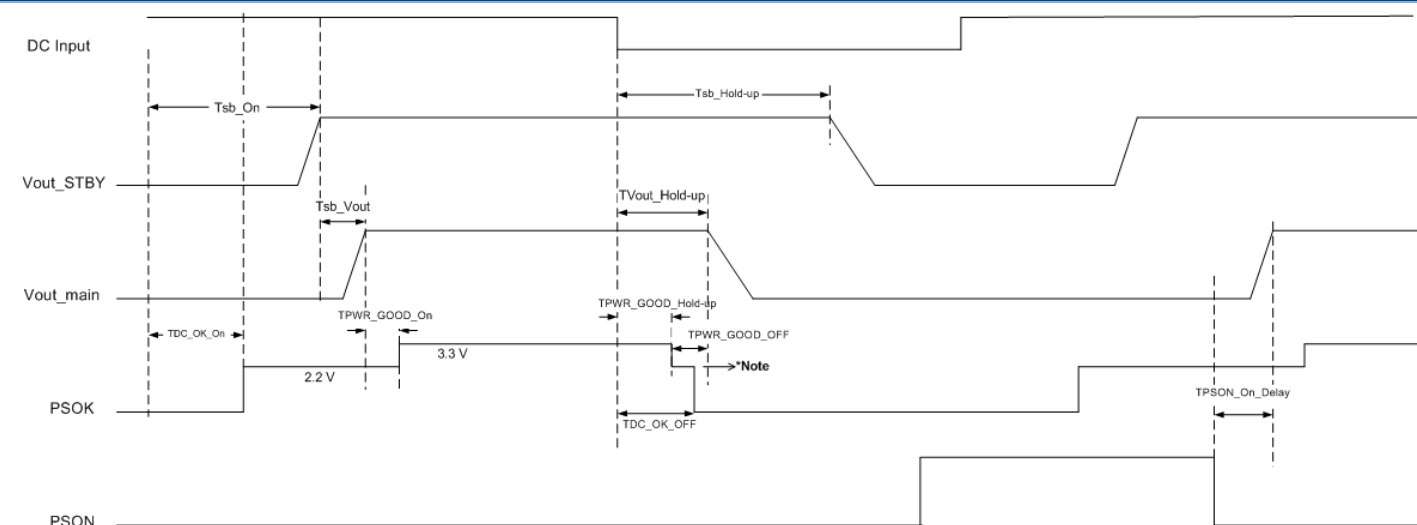 DC Input
Tsb_On
Tsb_Hold-up
Vout_STBY
TVout_Hold-up
Tsb_Vout
Vout_main
TPWR_GOOD_Hold-up
TPWR_GOOD_On
TDC_OK_On
TPWR_GOOD_OFF
3.3 V
*Note
2.2 V
TPSON_On_Delay
PSOK
TDC_OK_OFF
PSON